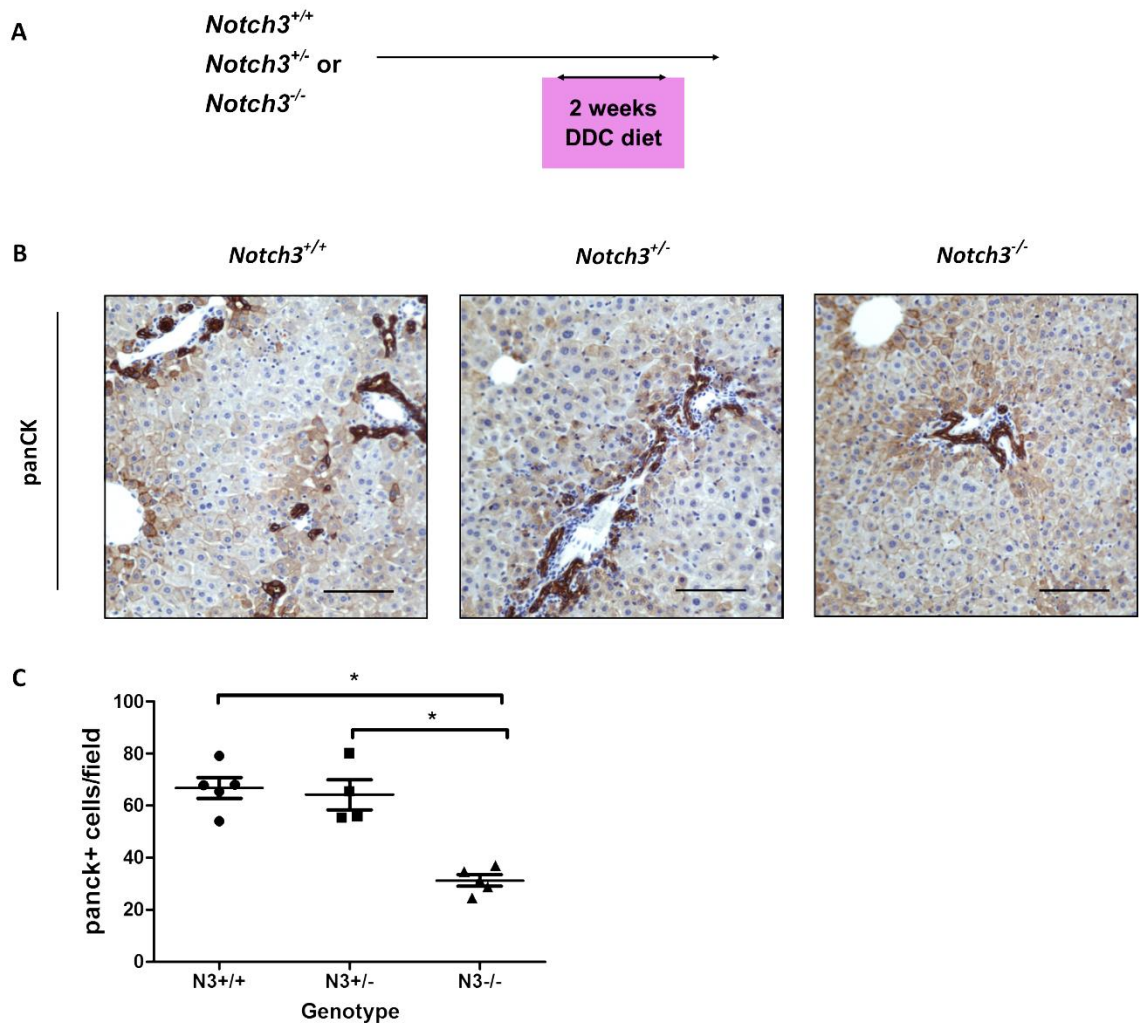 A
Notch3+/+
Notch3+/- or
Notch3-/-
2 weeks
DDC diet
B
Notch3+/+
Notch3+/-
Notch3-/-
panCK
C
*
*
100
80
60
40
20
0
panck+ cells/field
N3+/+
N3+/-
N3-/-
Genotype